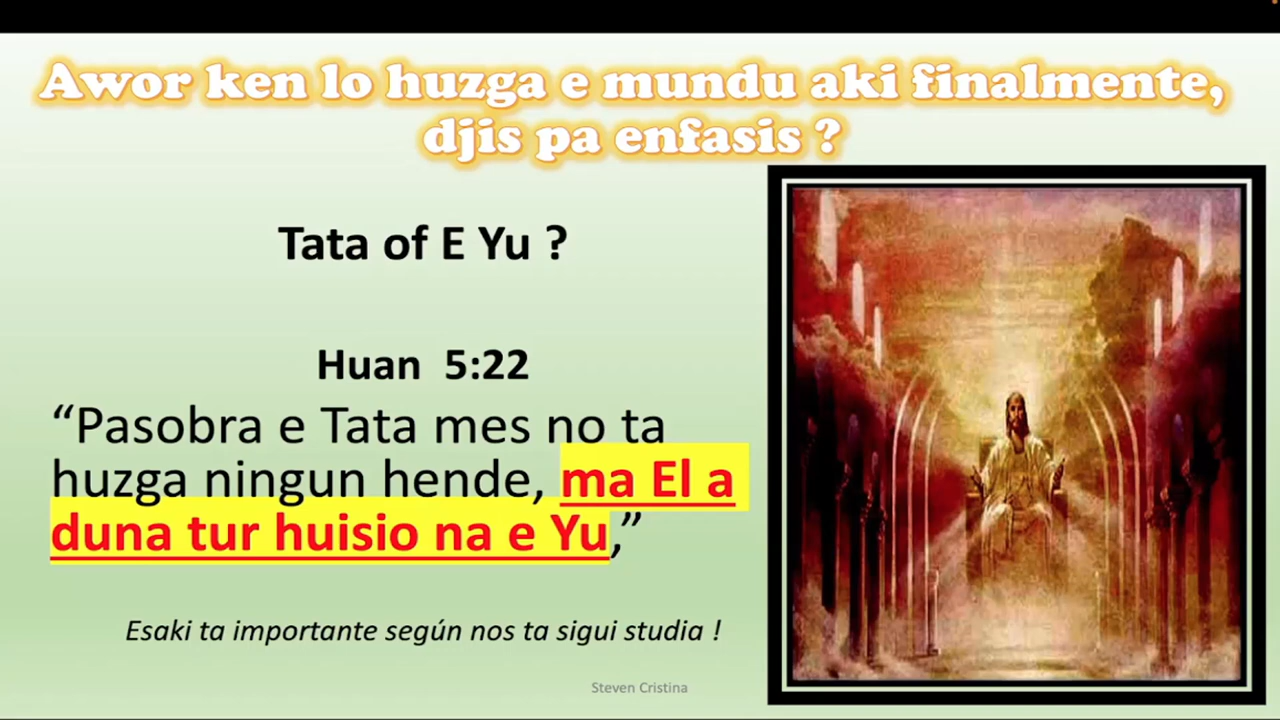 Awor ken lo huzga e mundu aki finalmente,
djis pa enfasis ?
Tata of E Yu ?
Huan 5:22
“Pasobra e Tata mes no ta
huzga ningun hende, ma El a
duna tur huisio na e Yu,”
Esaki ta importante según nos ta sigui studia !
Steven Cristina